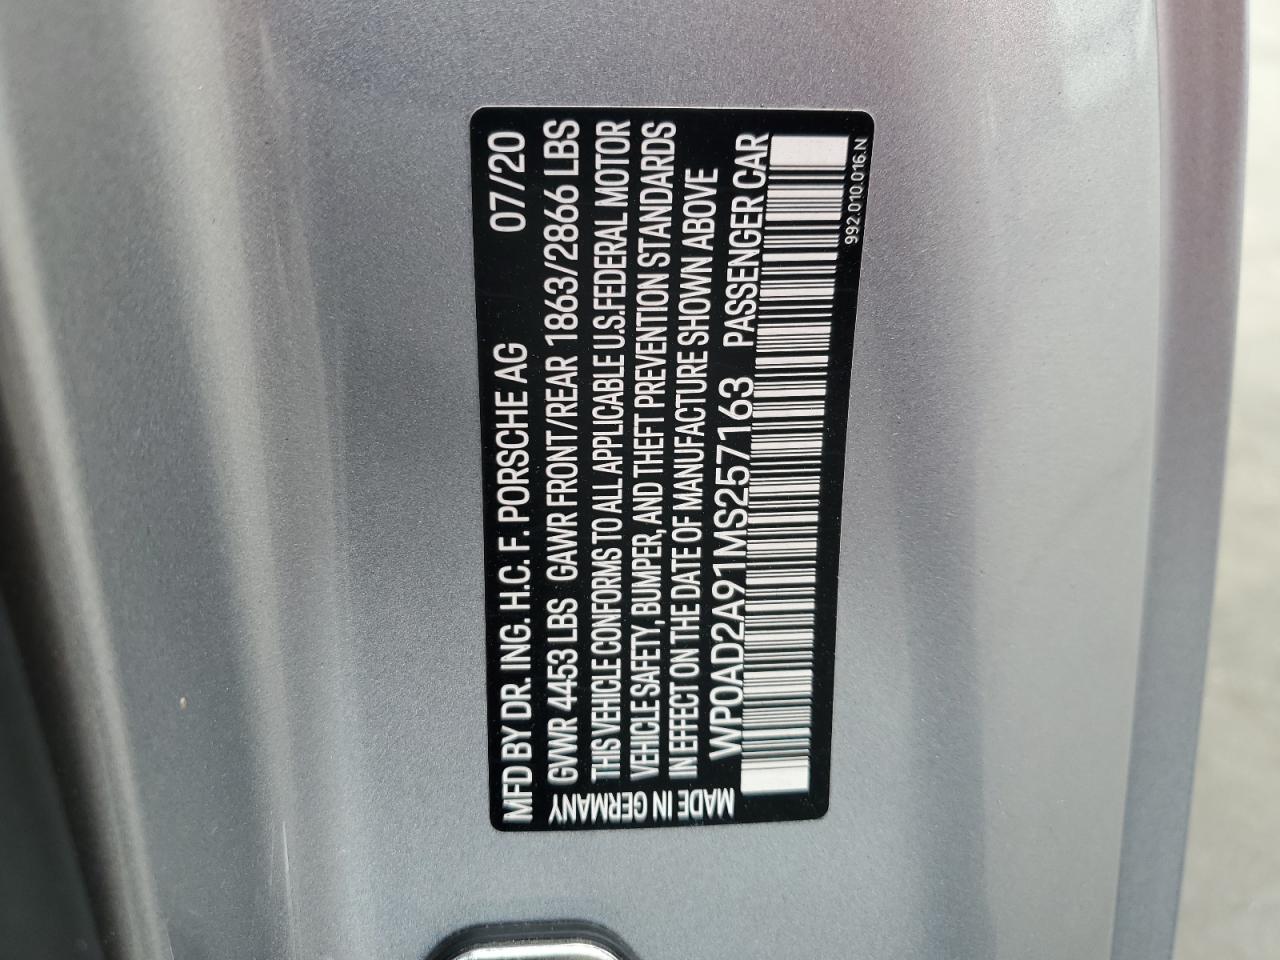 MFD BY DR. ING. H.C. F. PORSCHE AG 07/20
GVWR 4453 LBS GAWR FRONT/REAR 1863/2866 LBS
THIS VEHICLE CONFORMS TO ALL APPLICABLE U.S. FEDERAL MOTOR
VEHICLE SAFETY, BUMPER, AND THEFT PREVENTION STANDARDS
IN EFFECT ON THE DATE OF MANUFACTURE SHOWN ABOVE
WP0AD2A91MS257163 PASSENGER CAR
MADE IN GERMANY
992.010.016.N